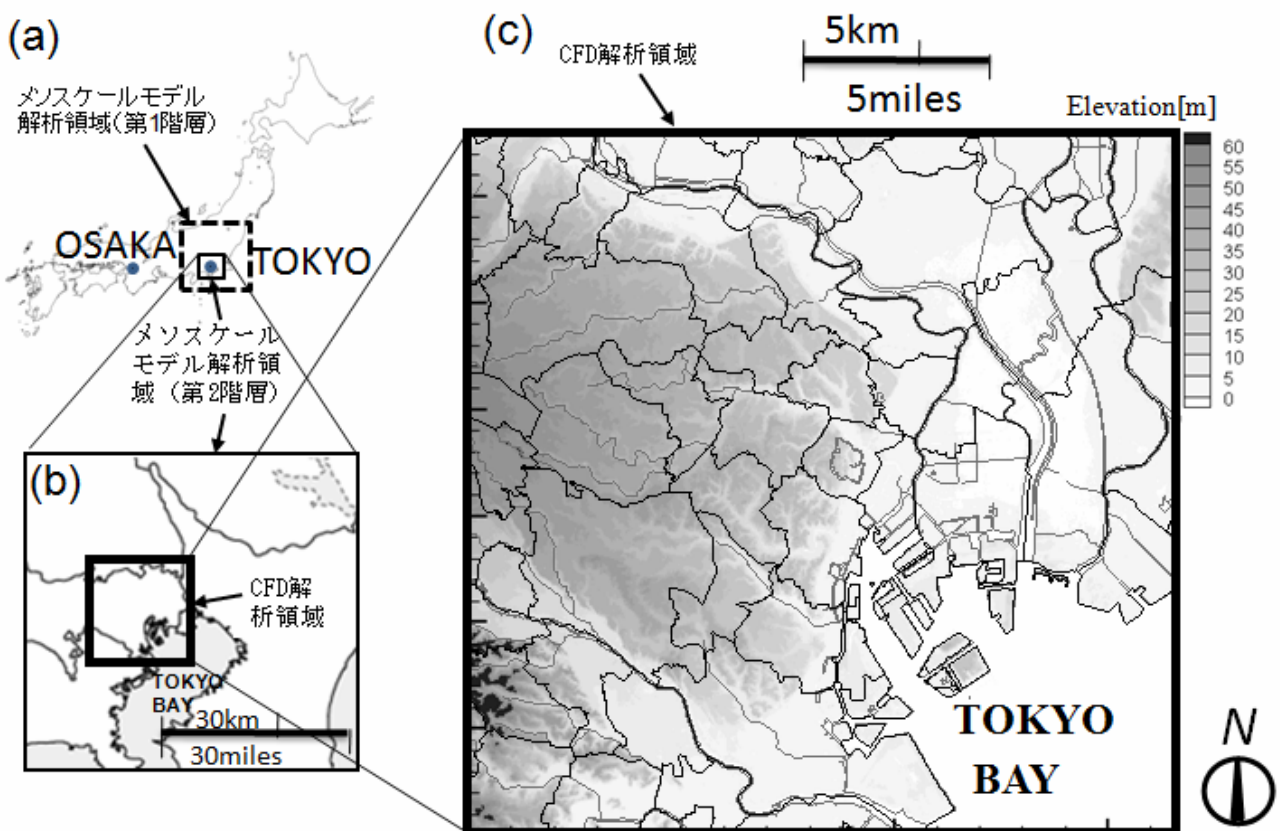 (a)
メソスケールモデル
解析領域(第1階層)
OSAKA
TOKYO
メソスケール
モデル解析領
域 (第2階層)
(b)
CFD解
析領域
TOKYO
BAY
30km
30miles
(c)
CFD解析領域
5km
5miles
Elevation[m]
60
55
50
45
40
35
30
25
20
15
10
5
0
TOKYO
BAY
N